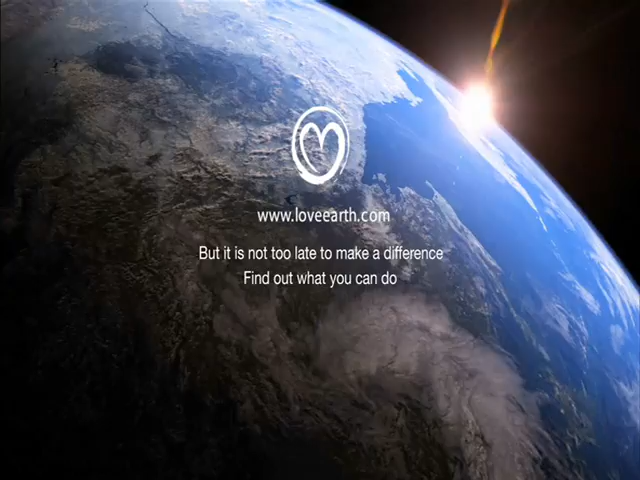 www.loveearth.com
But it is not too late to make a difference
Find out what you can do